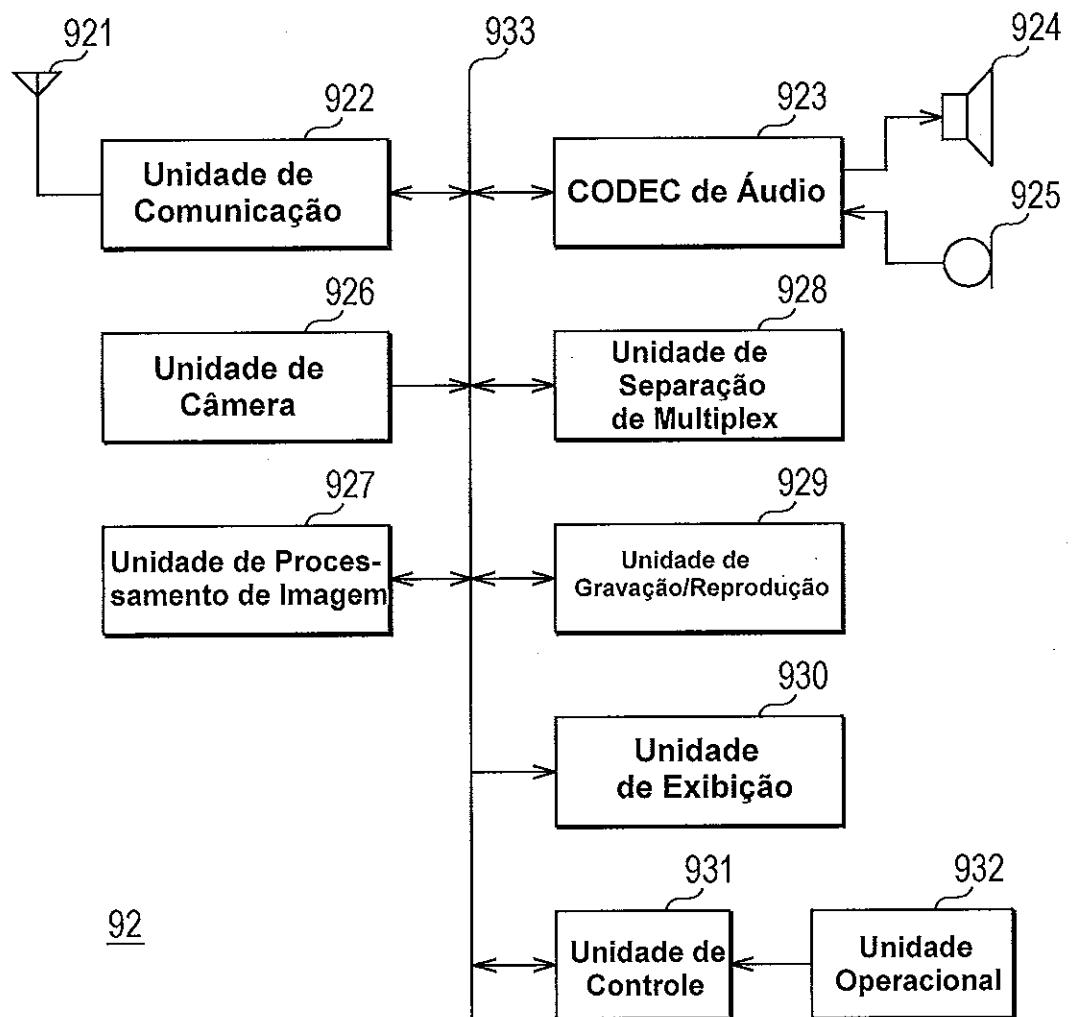 921
933
924
922
923
Unidade de
Comunicação
CODEC de Áudio
925
926
928
Unidade de
Câmera
Unidade de
Separação
de Multiplex
927
929
Unidade de Proces-
samento de Imagem
Unidade de
Gravação/Reprodução
930
Unidade
de Exibição
931
932
92
Unidade de
Controle
Unidade
Operacional